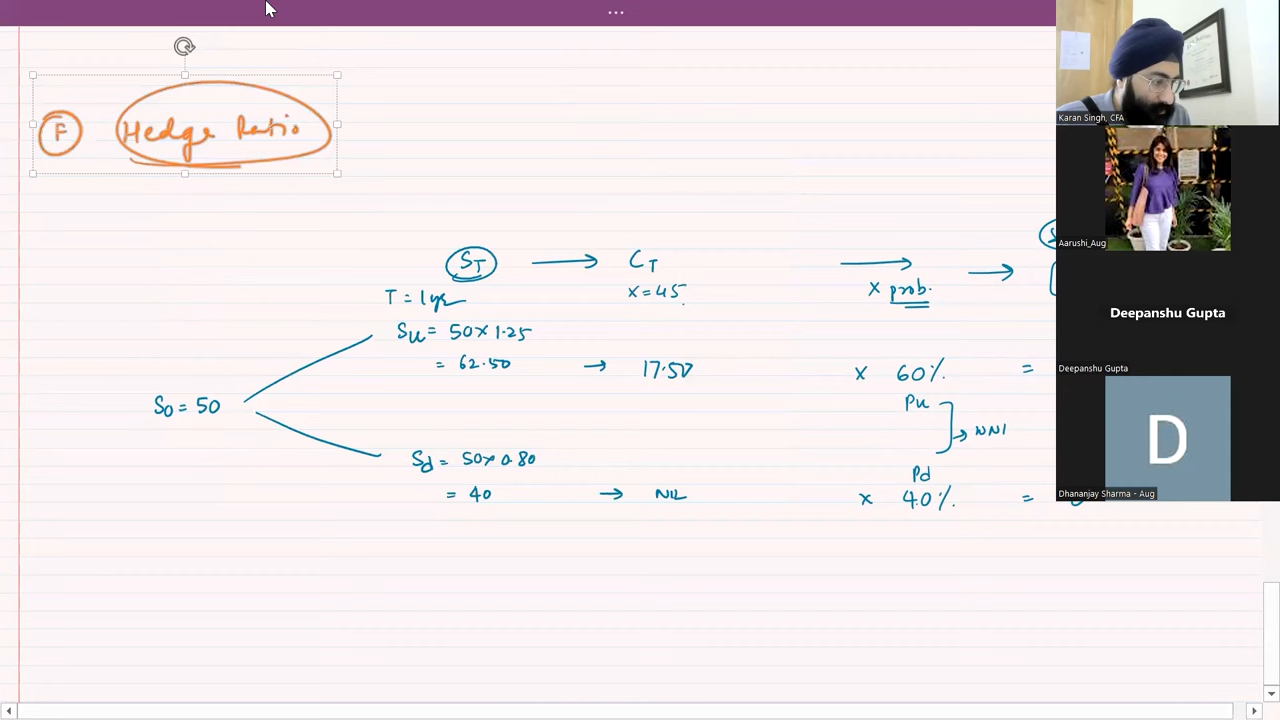 F Hedge Ratio
ST → CT → → 
T = 1yr x = 45 x prob.
Su = 50 x 1.25
= 62.50 → 17.50 x 60% =
Pu
S0 = 50 → NNI
Sd = 50 x 0.80 Pd
= 40 → NIL x 40% =
Karan Singh, CFA
Aarushi_Aug
Deepanshu Gupta
Deepanshu Gupta
D
Dhananjay Sharma - Aug